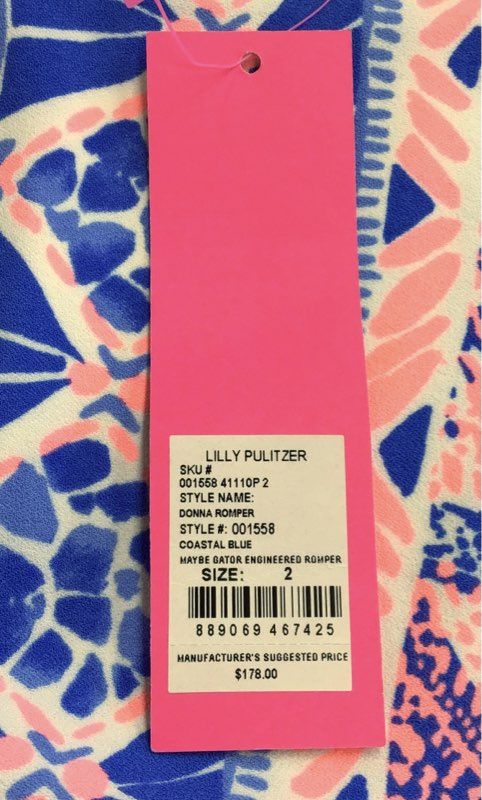 LILLY PULITZER
SKU #
001558 41110P 2
STYLE NAME:
DONNA ROMPER
STYLE #: 001558
COASTAL BLUE
MAYBE GATOR ENGINEERED ROMPER
SIZE: 2
889069 467425
MANUFACTURER'S SUGGESTED PRICE
$178.00